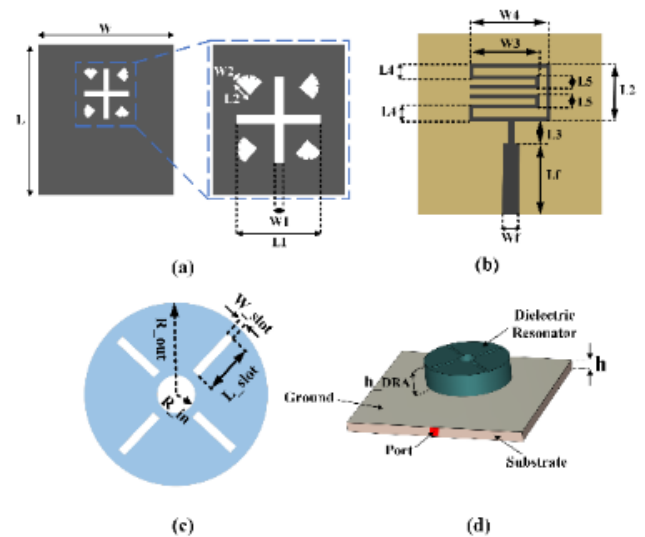 W
L
W2
L2
W1
L1
(a)
W4
W3
L4
L5
L2
L5
L4
L3
Lf
Wf
(b)
W_slot
R_out
L_slot
R_in
(c)
Dielectric
Resonator
h_DRA
h
Ground
Port
Substrate
(d)